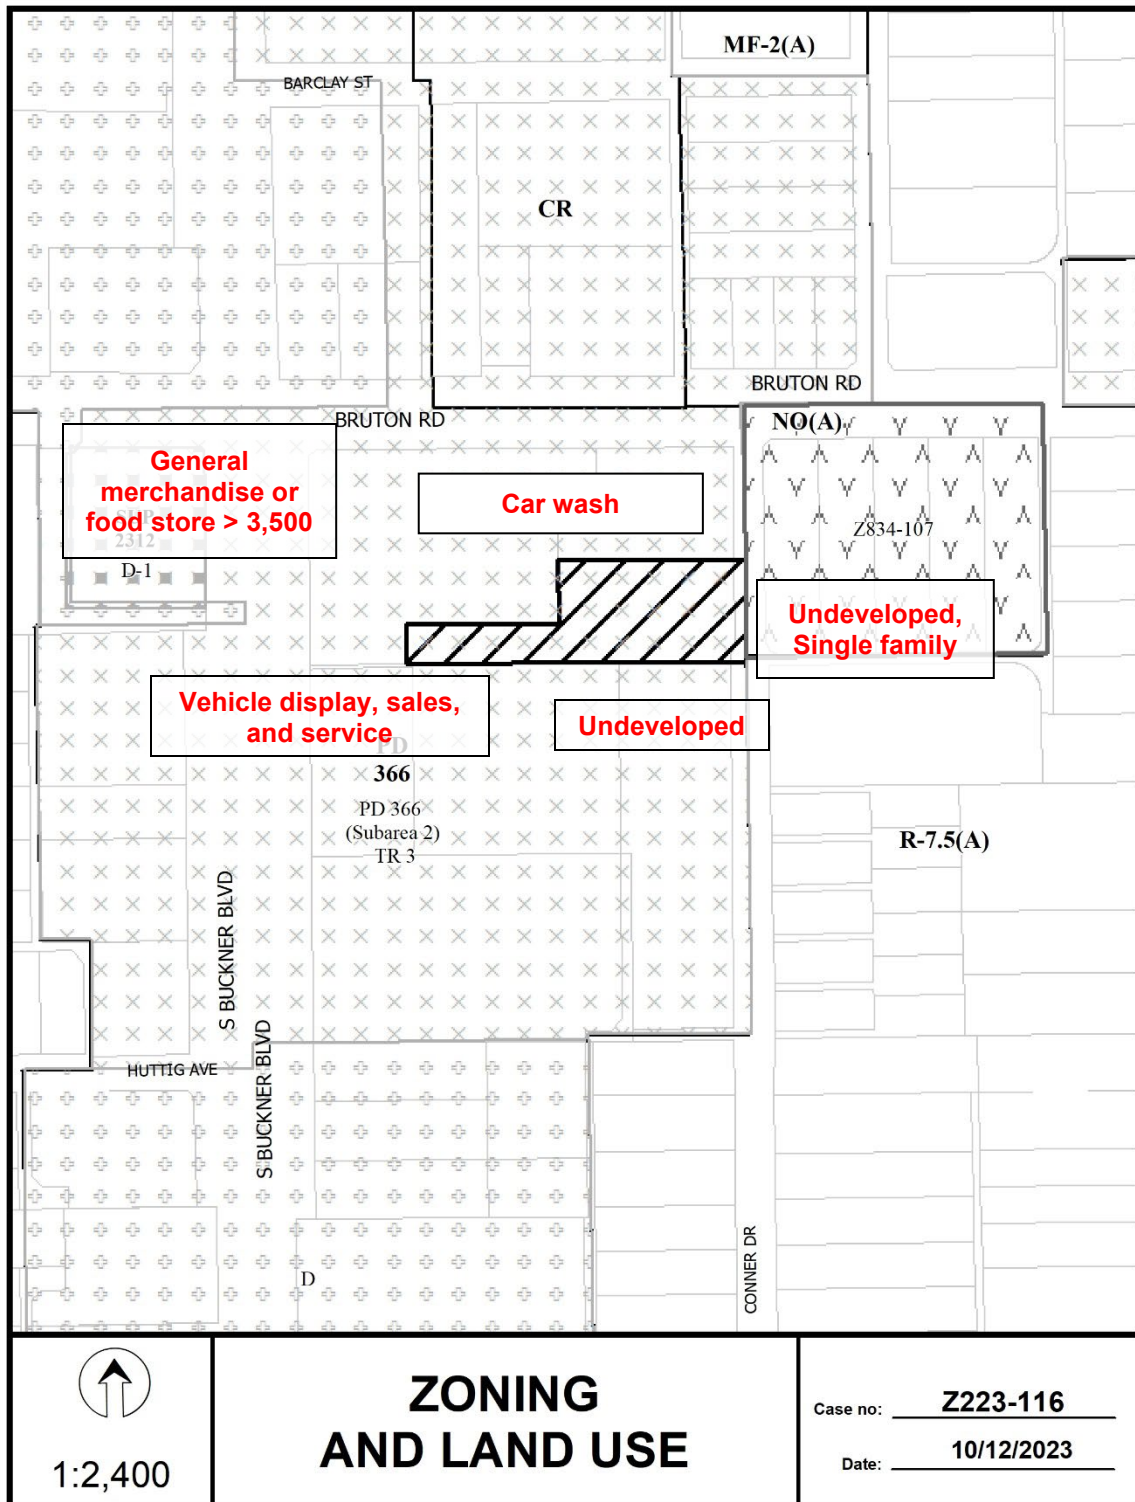 MF-2(A)
BARCLAY ST
CR
BRUTON RD
BRUTON RD
NO(A)
General
merchandise or
food store > 3,500
SUP
2312
D-1
Car wash
Z834-107
Undeveloped,
Single family
Vehicle display, sales,
and service
Undeveloped
PD
366
PD 366
(Subarea 2)
TR 3
R-7.5(A)
S BUCKNER BLVD
S BUCKNER BLVD
HUTTIG AVE
CONNER DR
D
1:2,400
ZONING
AND LAND USE
Case no: Z223-116
Date: 10/12/2023